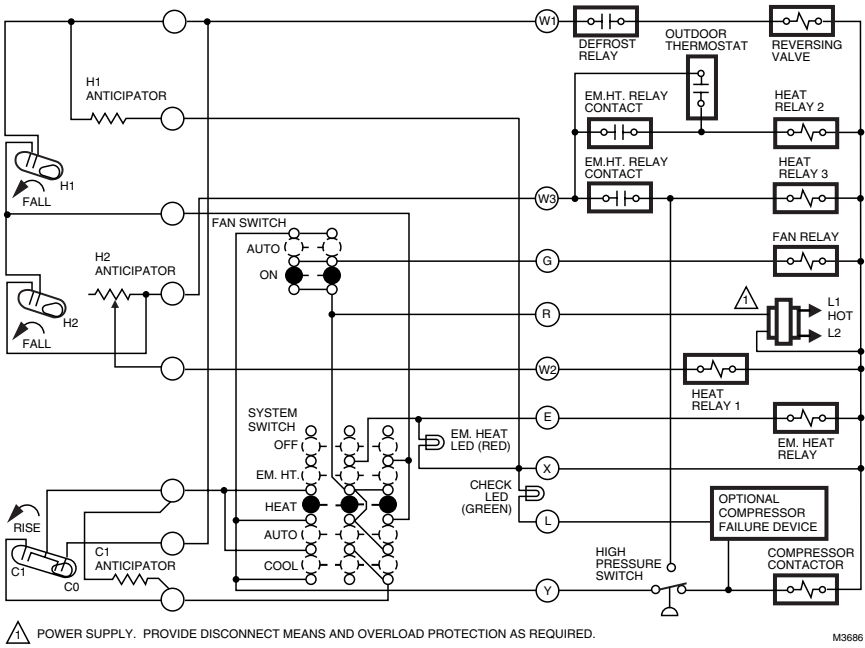 W1
DEFROST
RELAY
OUTDOOR
THERMOSTAT
REVERSING
VALVE
H1
ANTICIPATOR
EM.HT. RELAY
CONTACT
HEAT
RELAY 2
H1
FALL
EM.HT. RELAY
CONTACT
HEAT
RELAY 3
W3
FAN SWITCH
AUTO
ON
G
FAN RELAY
H2
ANTICIPATOR
H2
FALL
R
1
L1
HOT
L2
W2
HEAT
RELAY 1
SYSTEM
SWITCH
OFF
EM. HT.
HEAT
AUTO
COOL
E
EM. HEAT
LED (RED)
EM. HEAT
RELAY
X
CHECK
LED
(GREEN)
L
OPTIONAL
COMPRESSOR
FAILURE DEVICE
RISE
C1
C0
C1
ANTICIPATOR
HIGH
PRESSURE
SWITCH
COMPRESSOR
CONTACTOR
Y
1 POWER SUPPLY. PROVIDE DISCONNECT MEANS AND OVERLOAD PROTECTION AS REQUIRED.
M3686